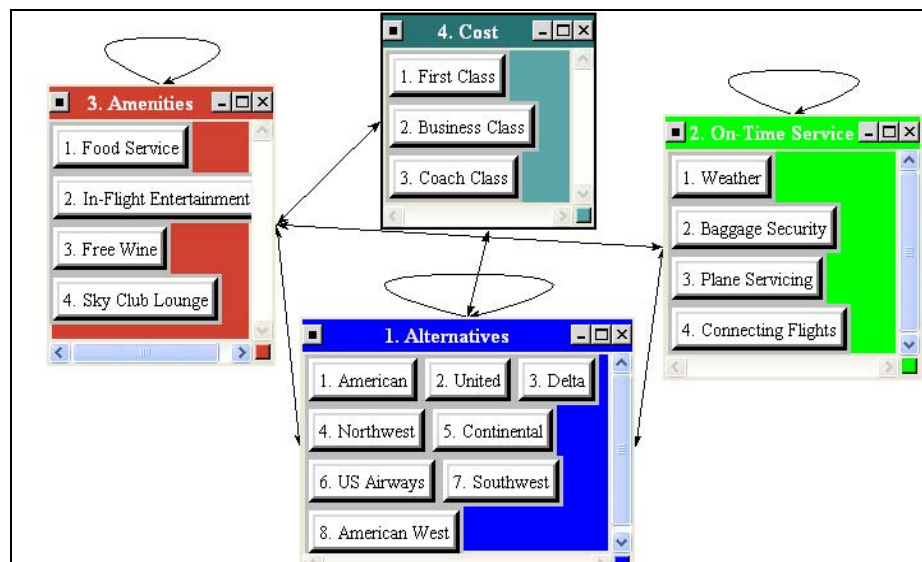 4. Cost
1. First Class
2. Business Class
3. Coach Class
3. Amenities
1. Food Service
2. In-Flight Entertainment
3. Free Wine
4. Sky Club Lounge
2. On-Time Service
1. Weather
2. Baggage Security
3. Plane Servicing
4. Connecting Flights
1. Alternatives
1. American 2. United 3. Delta
4. Northwest 5. Continental
6. US Airways 7. Southwest
8. American West